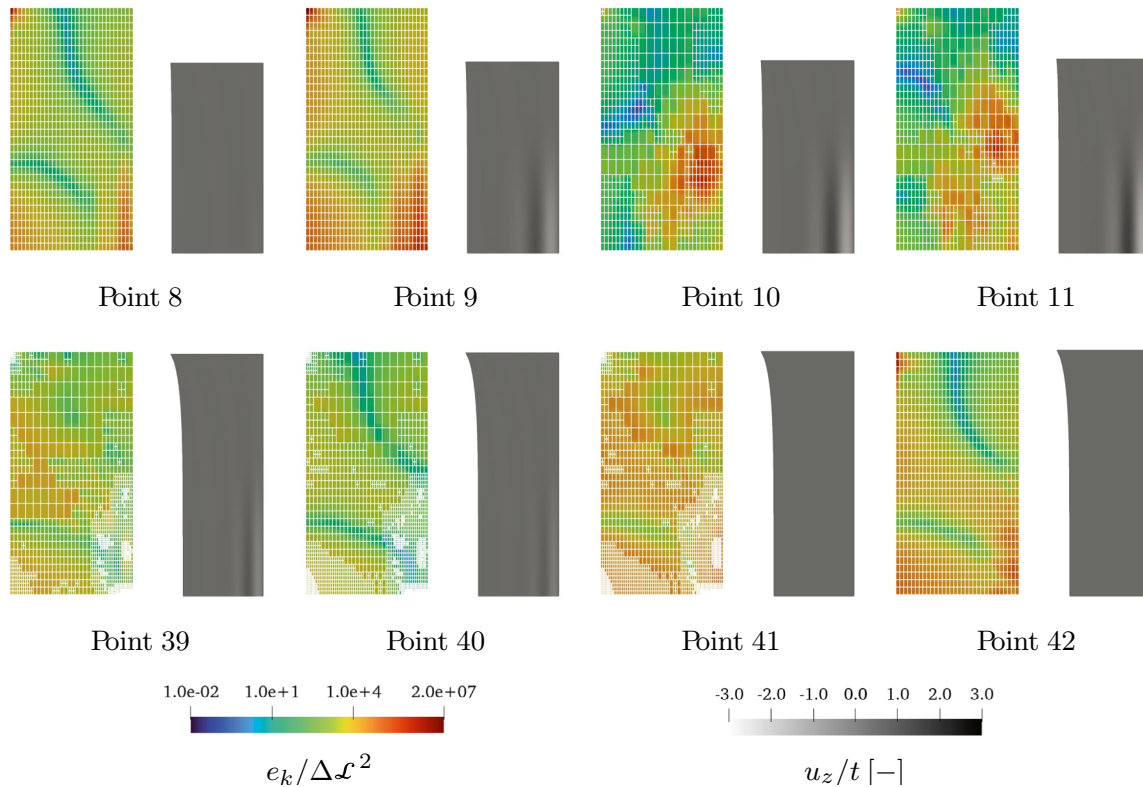 Point 8 Point 9 Point 10 Point 11
Point 39 Point 40 Point 41 Point 42
1.0e-02 1.0e+1 1.0e+4 2.0e+07
-3.0 -2.0 -1.0 0.0 1.0 2.0 3.0
e_k/Δℒ² u_z/t [−]